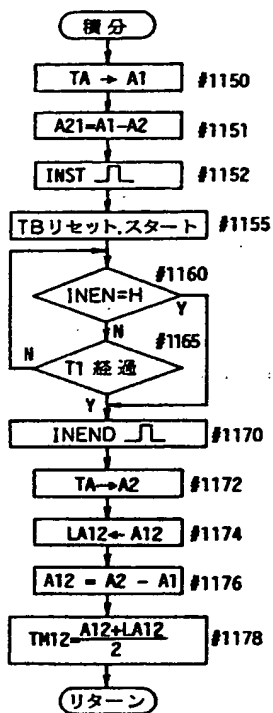 積分
TA → A1 #1150
A21=A1-A2 #1151
INST #1152
TBリセット.スタート #1155
#1160
INEN=H
Y
N
#1165
N
T1 経過
Y
INEND #1170
TA→A2 #1172
LA12←A12 #1174
A12 = A2 - A1 #1176
TM12=A12+LA12/2 #1178
リターン